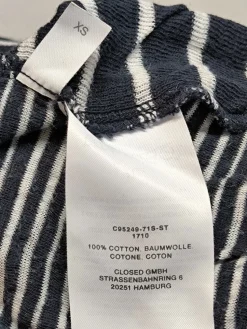 XS
C95249-71S-ST
1710
100% COTTON, BAUMWOLLE
COTONE, COTON
CLOSED GMBH
STRASSENBAHNRING 6
20251 HAMBURG